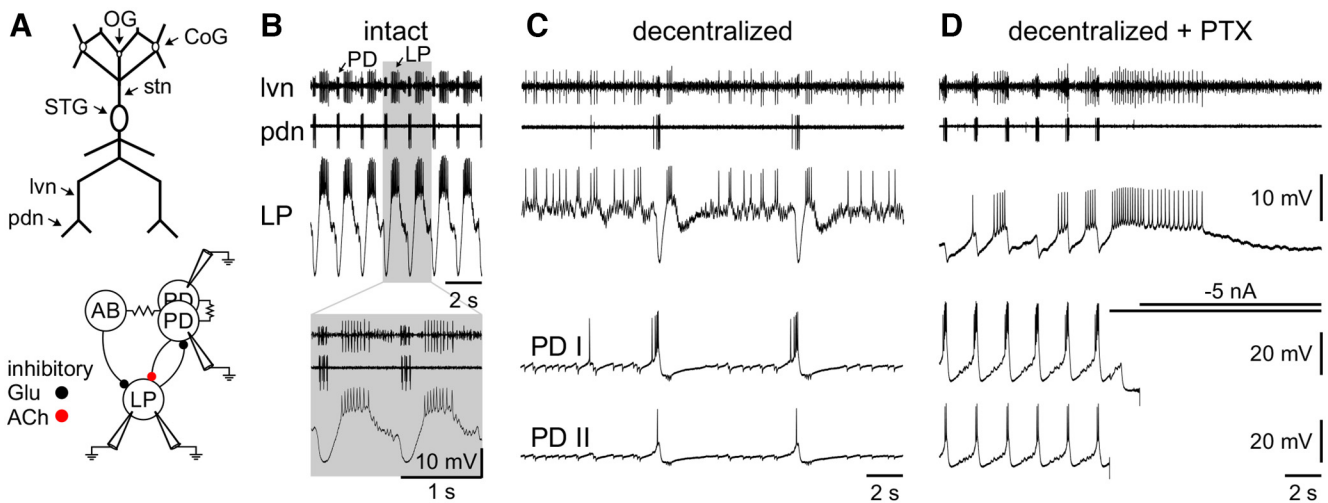 A
OG
CoG
stn
STG
lvn
pdn
AB
PD
PD
inhibitory
Glu
ACh
LP
B
intact
PD
LP
lvn
pdn
LP
2 s
10 mV
1 s
C
decentralized
PD I
PD II
2 s
D
decentralized + PTX
10 mV
-5 nA
20 mV
20 mV
2 s